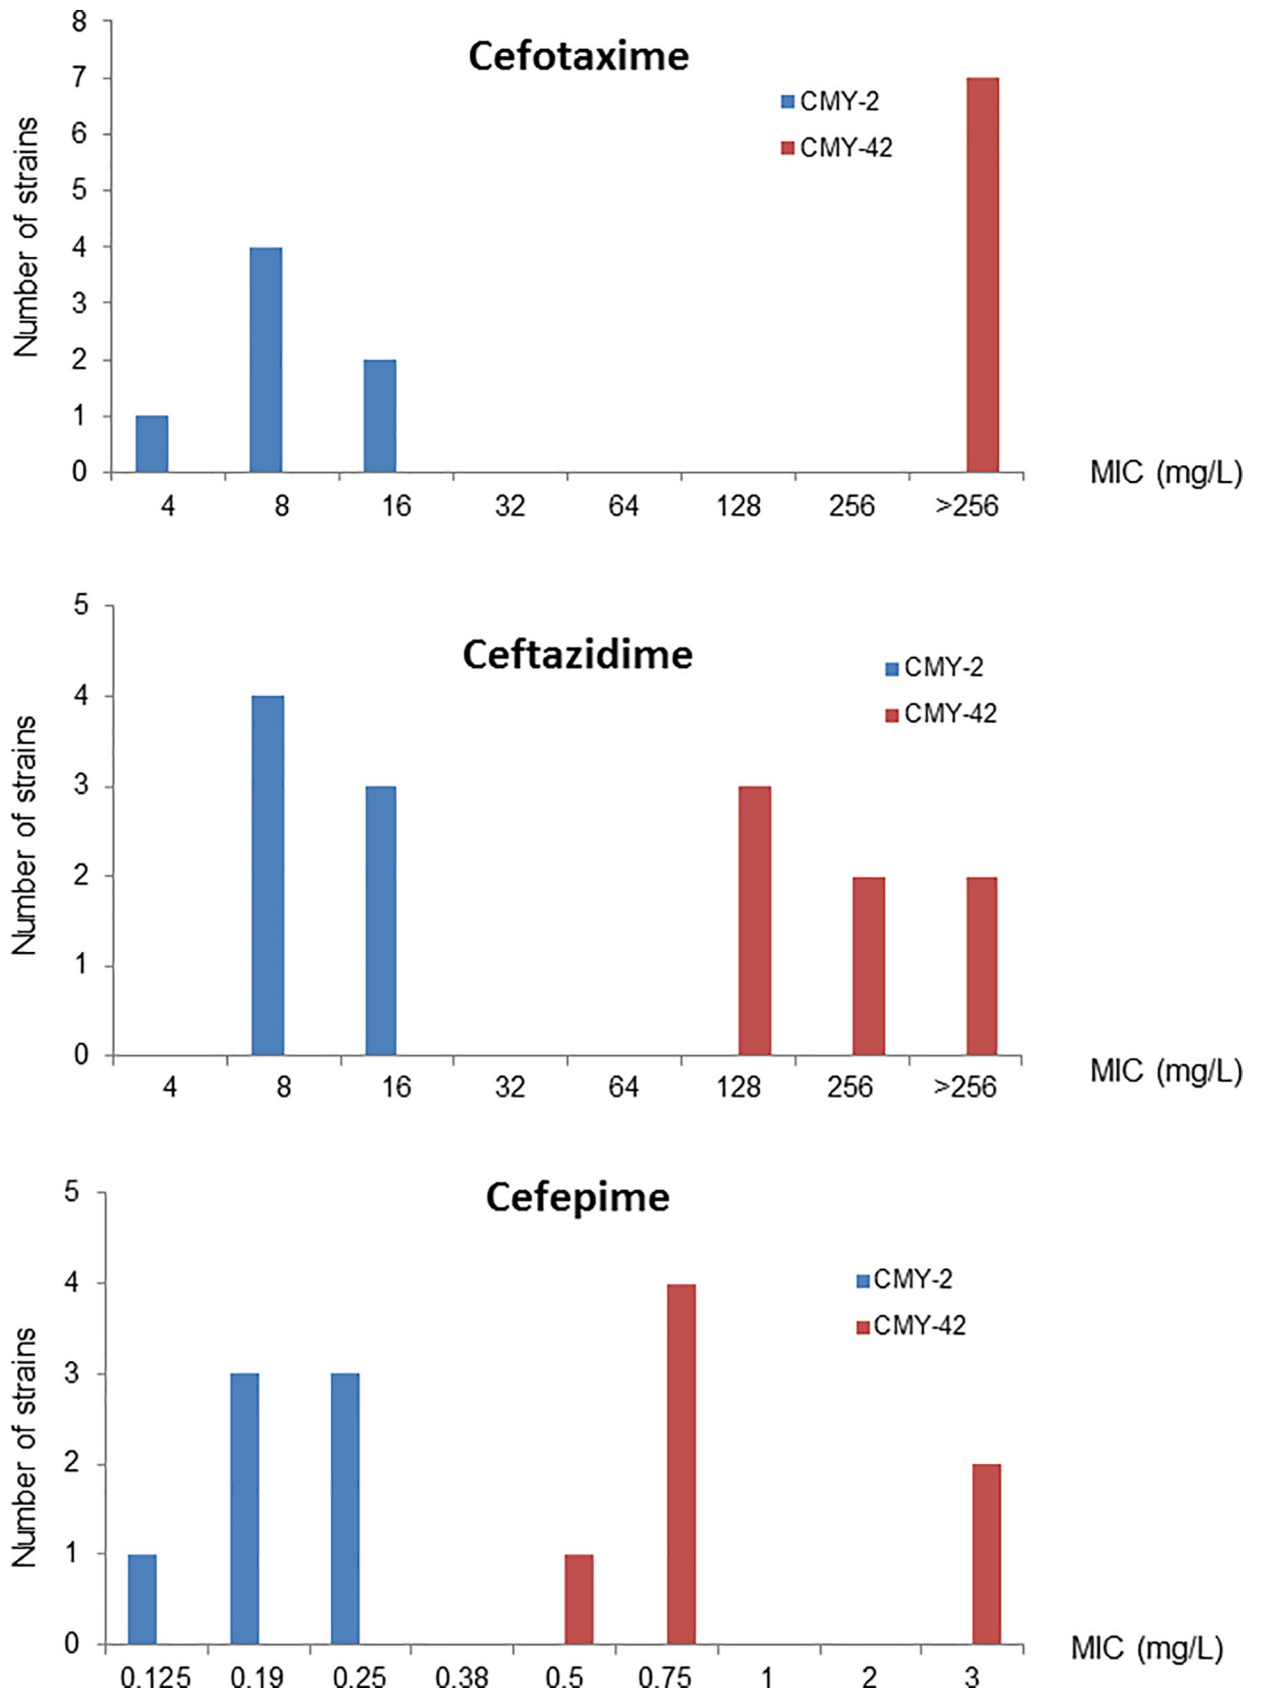 Cefotaxime
CMY-2
CMY-42
Number of strains
8
7
6
5
4
3
2
1
0
4 8 16 32 64 128 256 >256
MIC (mg/L)
Ceftazidime
CMY-2
CMY-42
Number of strains
5
4
3
2
1
0
4 8 16 32 64 128 256 >256
MIC (mg/L)
Cefepime
CMY-2
CMY-42
Number of strains
5
4
3
2
1
0
0.125 0.19 0.25 0.38 0.5 0.75 1 2 3
MIC (mg/L)